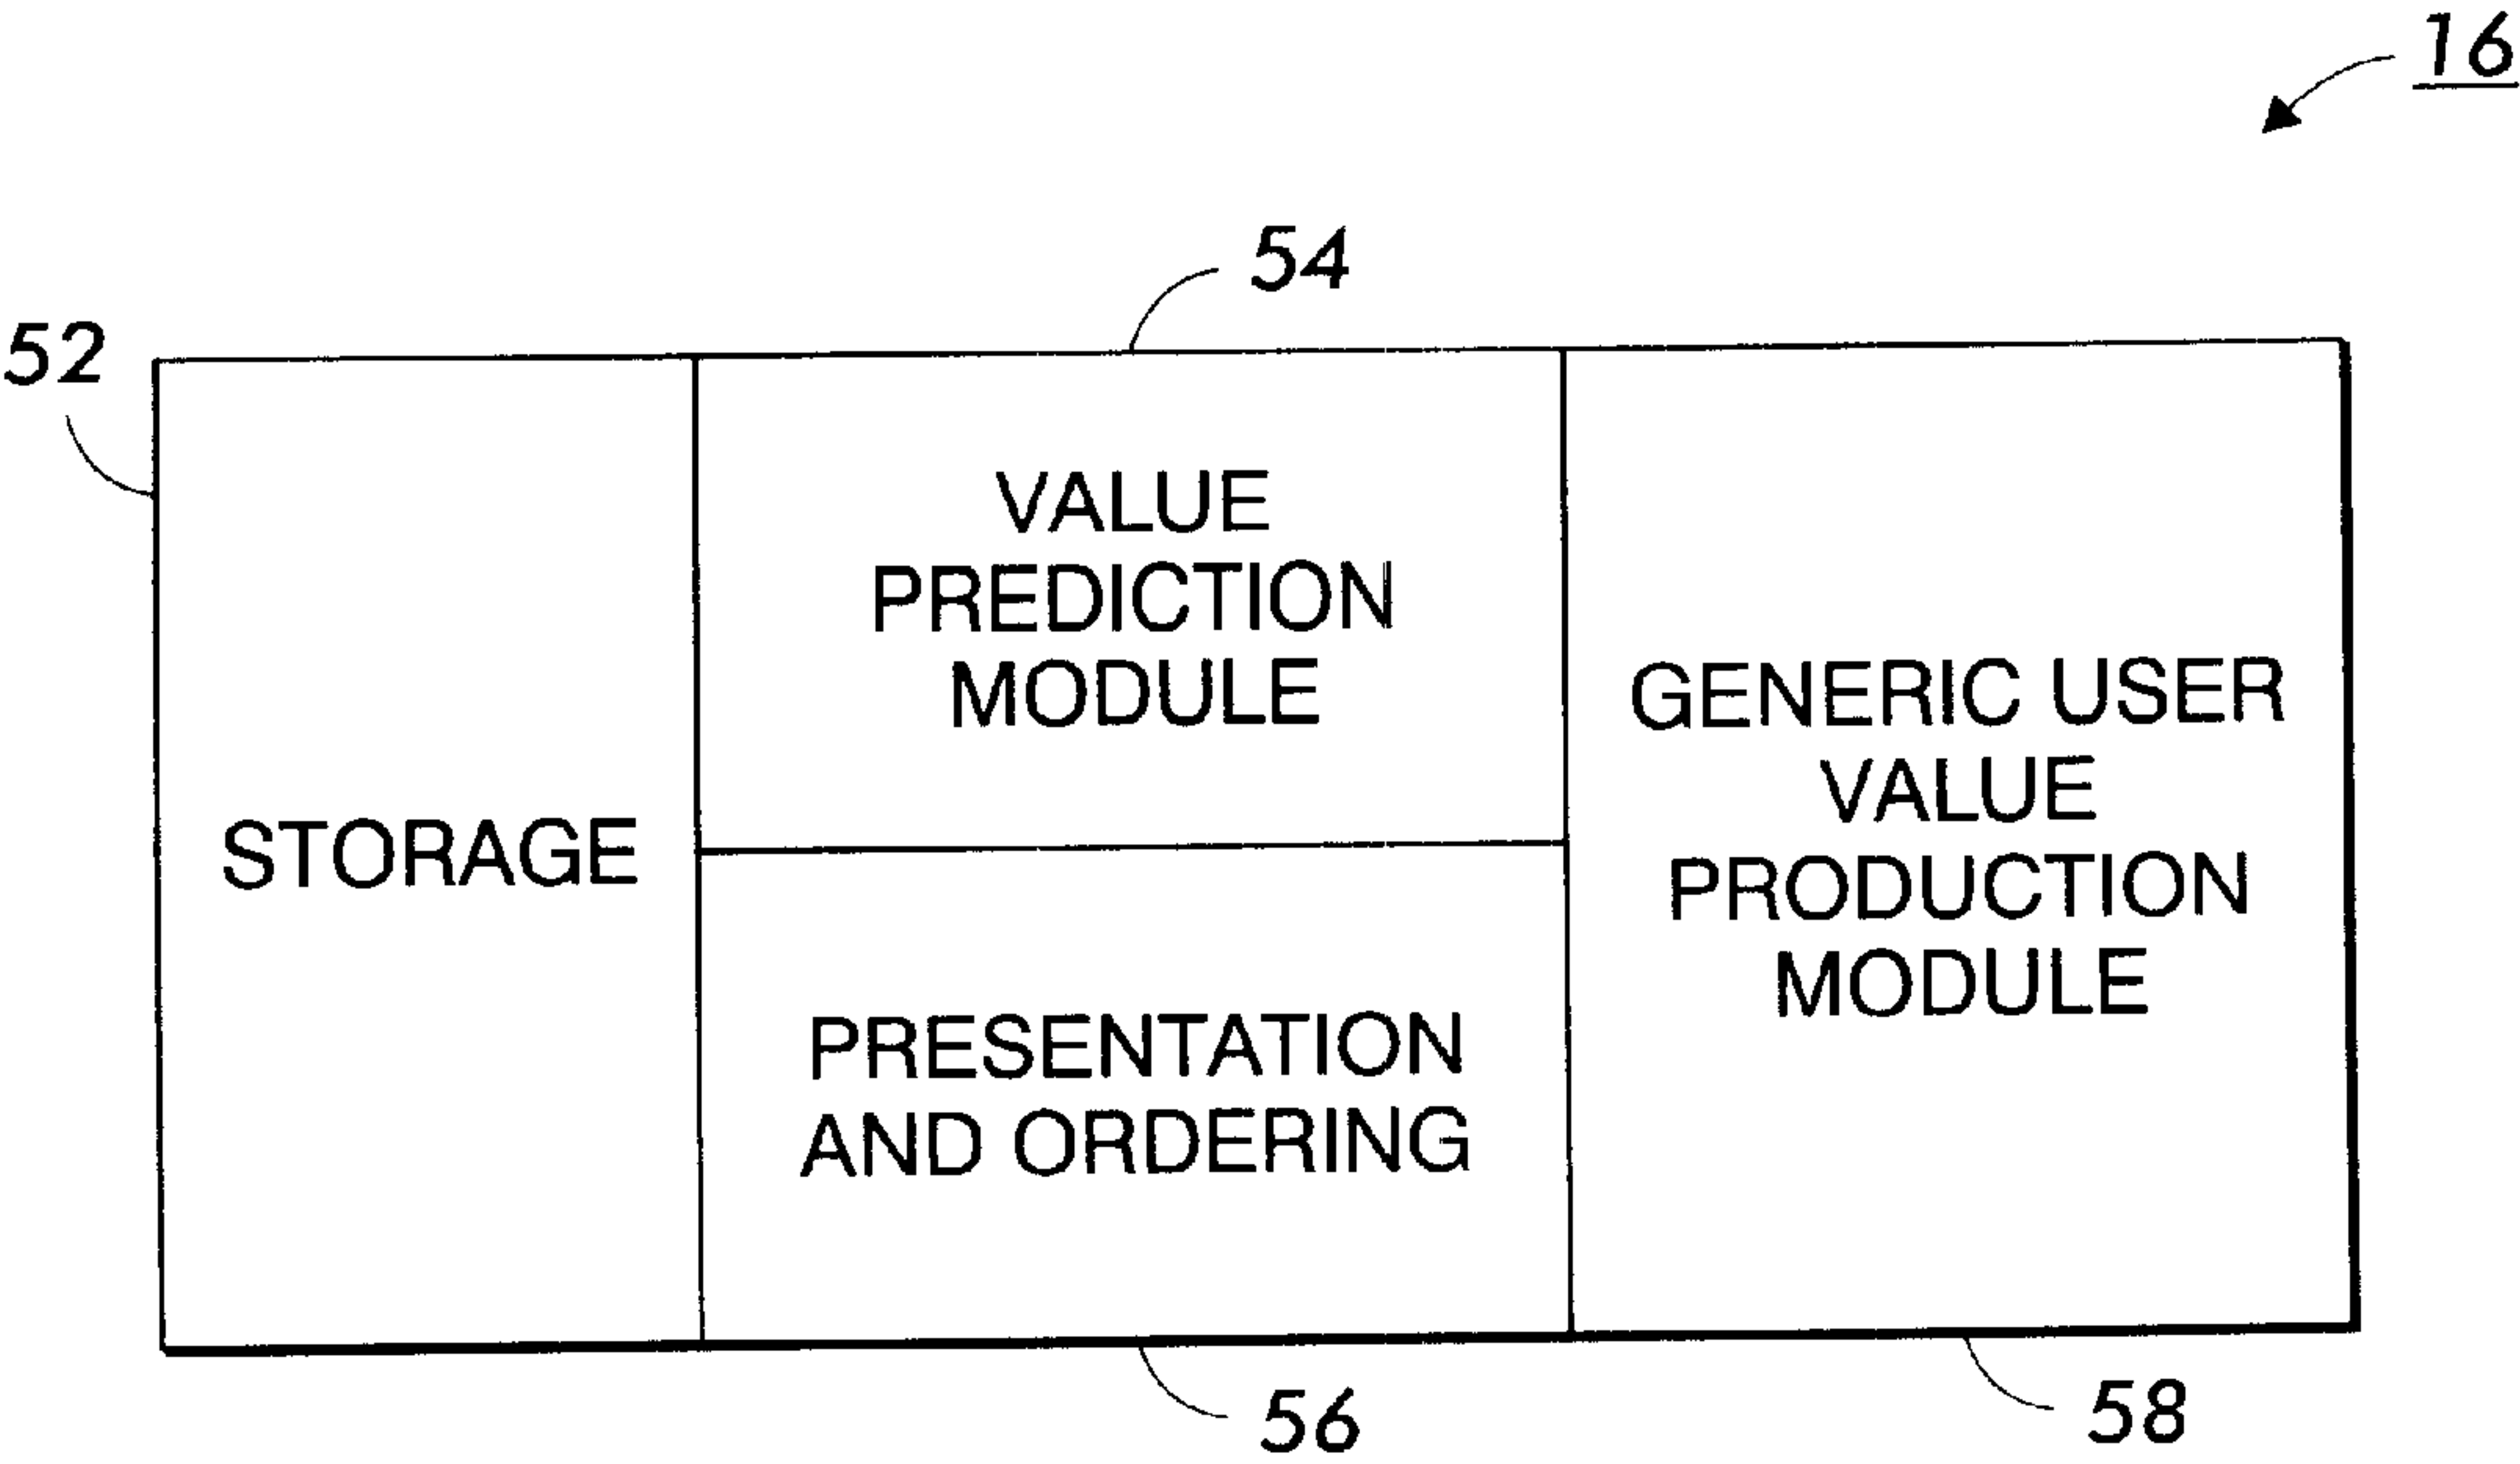 16
54
52
VALUE
PREDICTION
MODULE
STORAGE
PRESENTATION
AND ORDERING
GENERIC USER
VALUE
PRODUCTION
MODULE
56
58